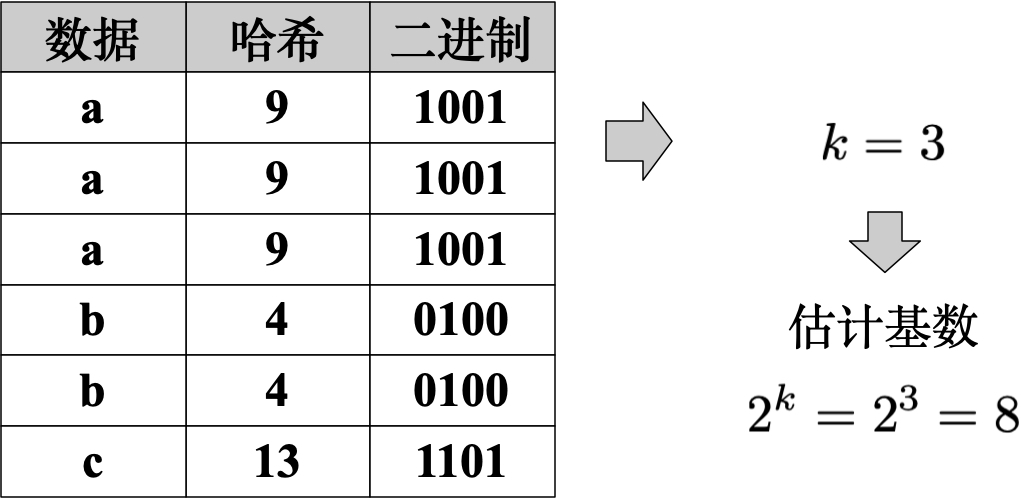 数据 哈希 二进制
a 9 1001
a 9 1001
a 9 1001
b 4 0100
b 4 0100
c 13 1101
k = 3
估计基数
2^k = 2^3 = 8